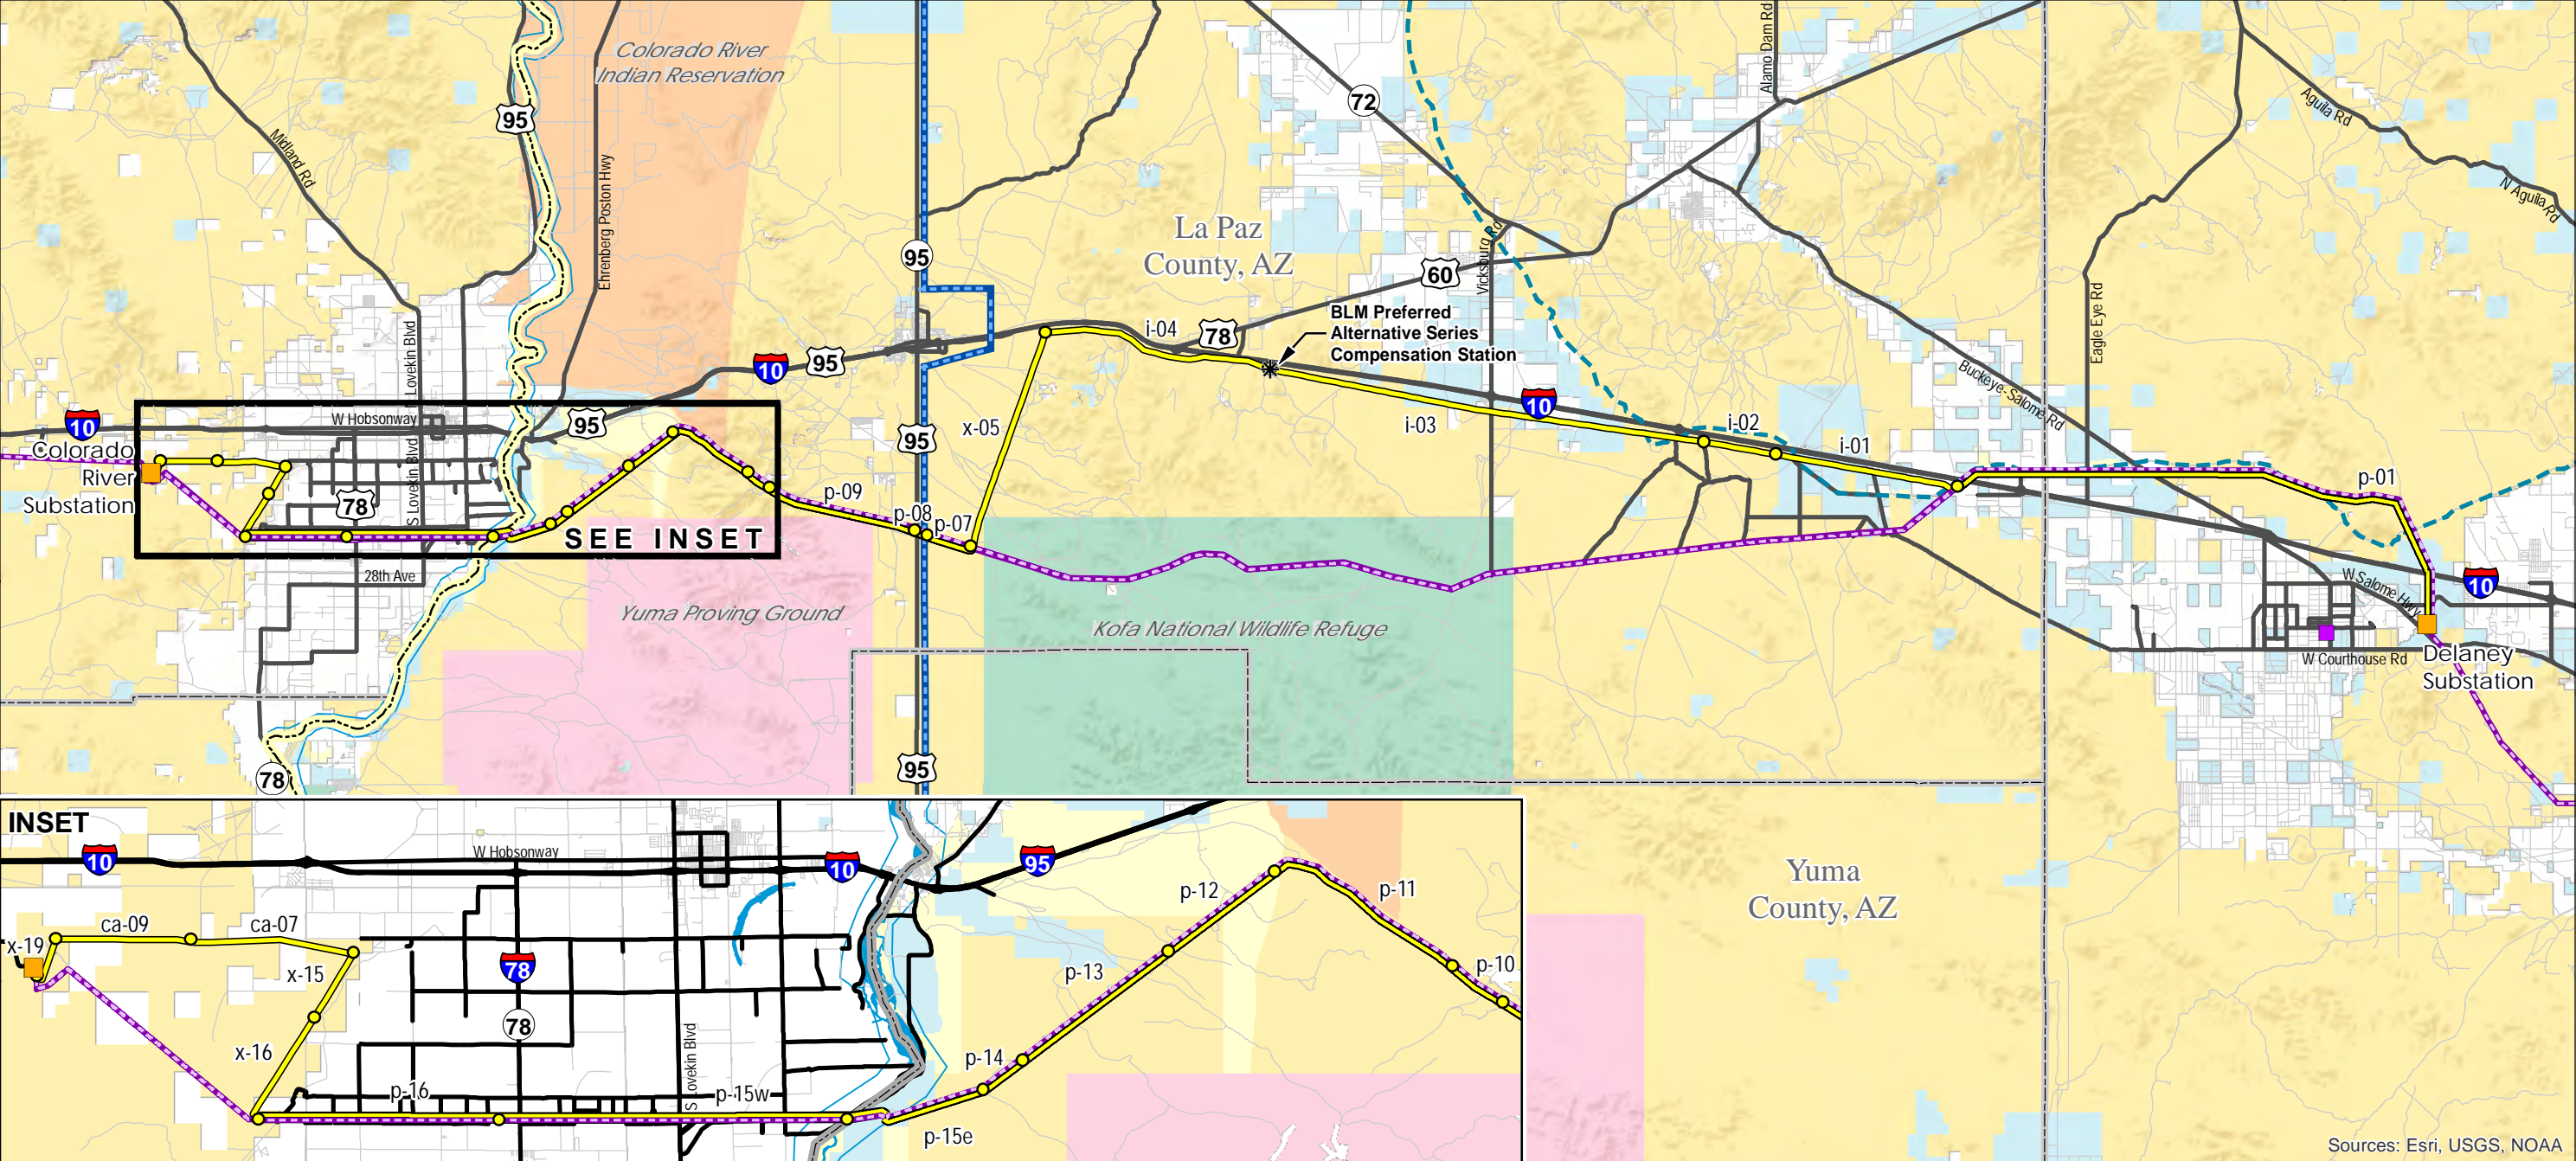 Colorado River
Indian Reservation
95
Midland Rd
Ehrenberg Poston Hwy
72
Alamo Dam Rd
Aguila Rd
N Aguila Rd
La Paz
County, AZ
95
60
Vicksburg Rd
Eagle Eye Rd
BLM Preferred
Alternative Series
Compensation Station
i-04
78
10
95
N Lovekin Blvd
Buckeye-Salome Rd
10
W Hobsonway
95
95
x-05
10
i-03
i-02
i-01
Colorado
River
Substation
S Lovekin Blvd
78
SEE INSET
p-09
p-08
p-07
p-01
28th Ave
Yuma Proving Ground
Kofa National Wildlife Refuge
W Salome Hwy
10
W Courthouse Rd
Delaney
Substation
78
95
INSET
10
W Hobsonway
10
95
p-12
p-11
ca-09
ca-07
x-19
x-15
78
p-13
p-10
78
x-16
S Lovekin Blvd
p-14
p-16
p-15w
p-15e
Yuma
County, AZ
Sources: Esri, USGS, NOAA